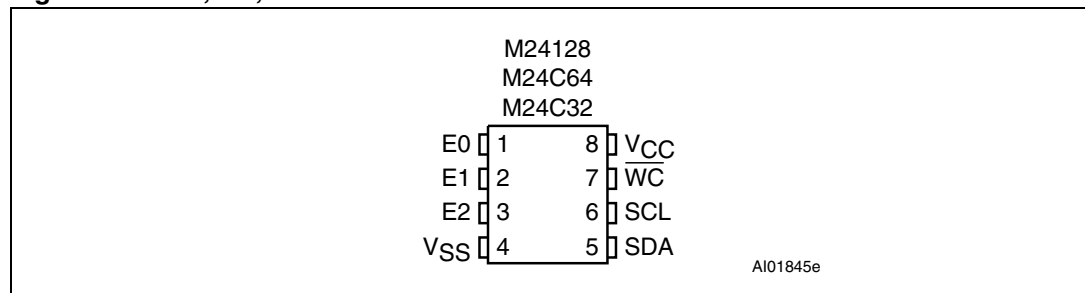 M24128
M24C64
M24C32
E0 1 8 VCC
E1 2 7 W̅C̅
E2 3 6 SCL
VSS 4 5 SDA
AI01845e